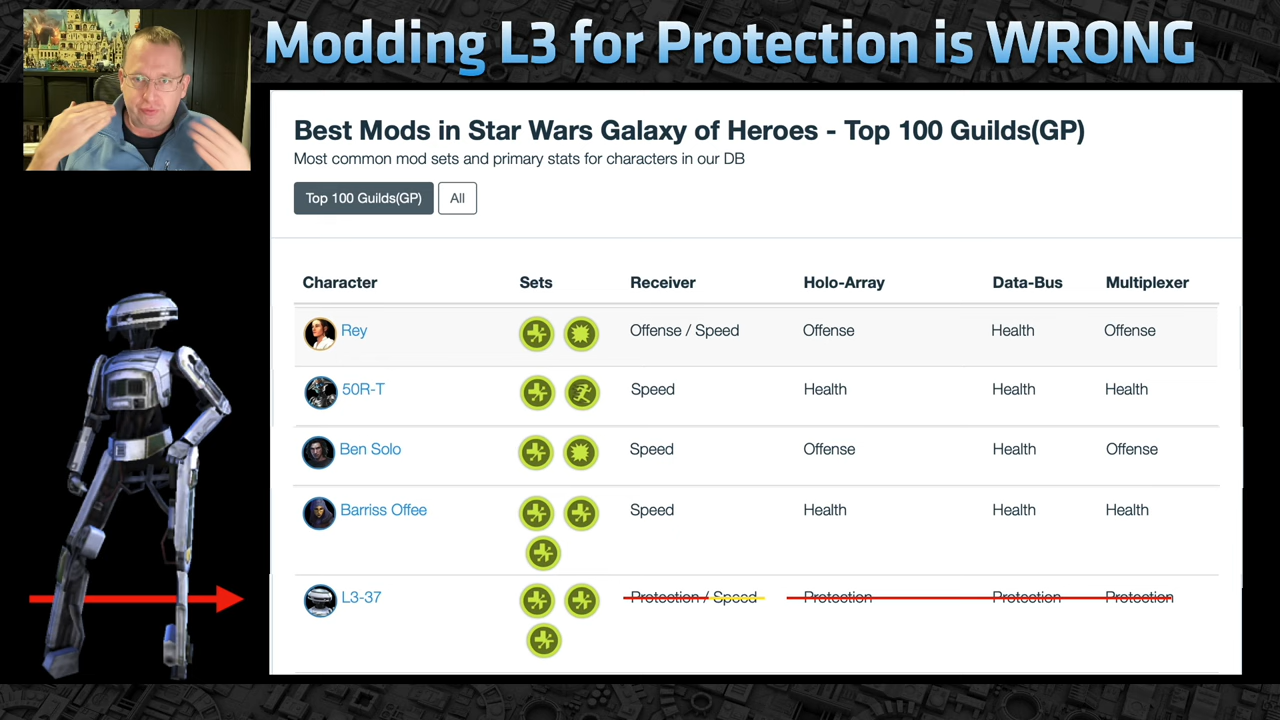 Modding L3 for Protection is WRONG
Best Mods in Star Wars Galaxy of Heroes - Top 100 Guilds(GP)
Most common mod sets and primary stats for characters in our DB
Top 100 Guilds(GP) All
Character Sets Receiver Holo-Array Data-Bus Multiplexer
Rey Offense / Speed Offense Health Offense
50R-T Speed Health Health Health
Ben Solo Speed Offense Health Offense
Barriss Offee Speed Health Health Health
L3-37 Protection / Speed Protection Protection Protection